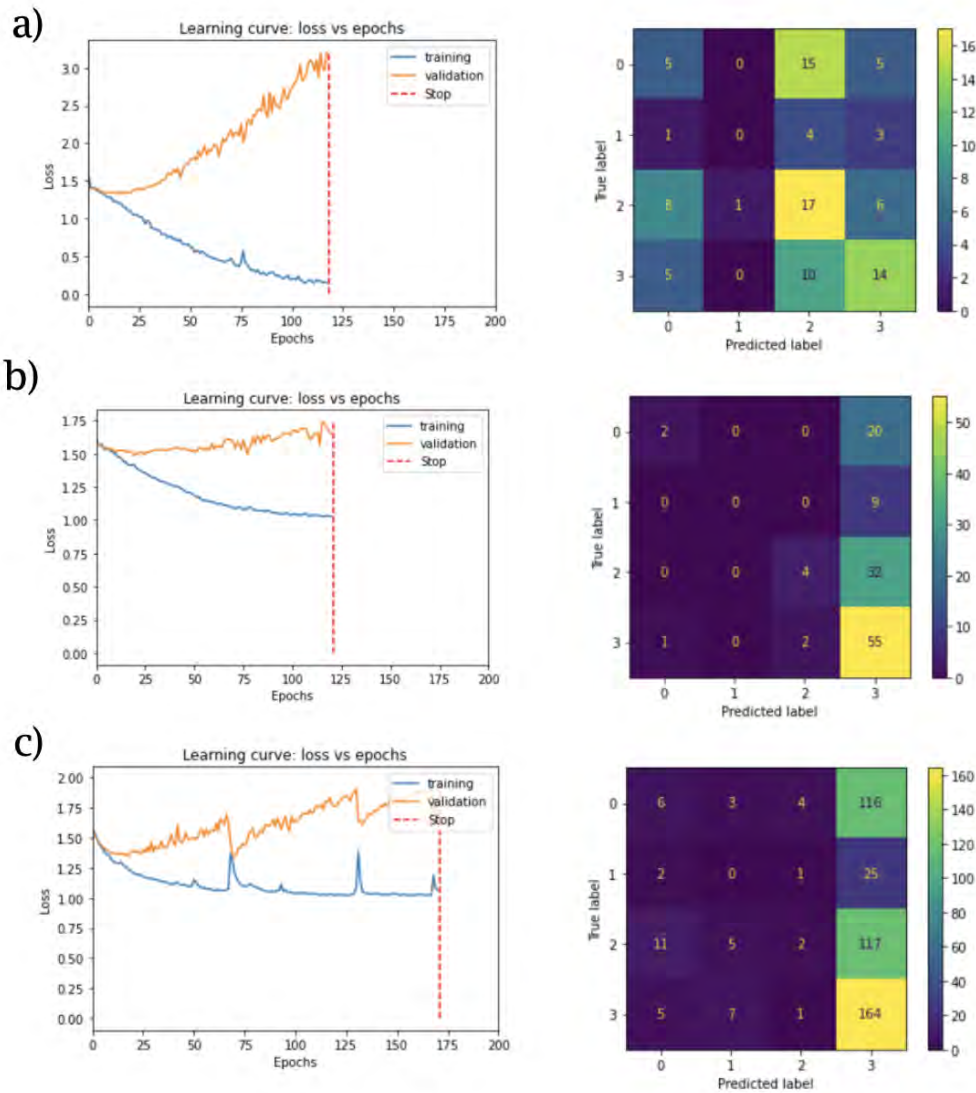 a)
Learning curve: loss vs epochs
training
validation
Stop
Loss
3.0
2.5
2.0
1.5
1.0
0.5
0.0
0 25 50 75 100 125 150 175 200
Epochs
True label
0 5 0 15 5
1 1 0 4 3
2 8 1 17 6
3 5 0 10 14
0 1 2 3
Predicted label
16
14
12
10
8
6
4
2
0
b)
Learning curve: loss vs epochs
training
validation
Stop
Loss
1.75
1.50
1.25
1.00
0.75
0.50
0.25
0.00
0 25 50 75 100 125 150 175 200
Epochs
True label
0 2 0 0 20
1 0 0 0 9
2 0 0 4 32
3 1 0 2 55
0 1 2 3
Predicted label
50
40
30
20
10
0
c)
Learning curve: loss vs epochs
training
validation
Stop
Loss
2.00
1.75
1.50
1.25
1.00
0.75
0.50
0.25
0.00
0 25 50 75 100 125 150 175 200
Epochs
True label
0 6 3 4 116
1 2 0 1 25
2 11 5 2 117
3 5 7 1 164
0 1 2 3
Predicted label
160
140
120
100
80
60
40
20
0